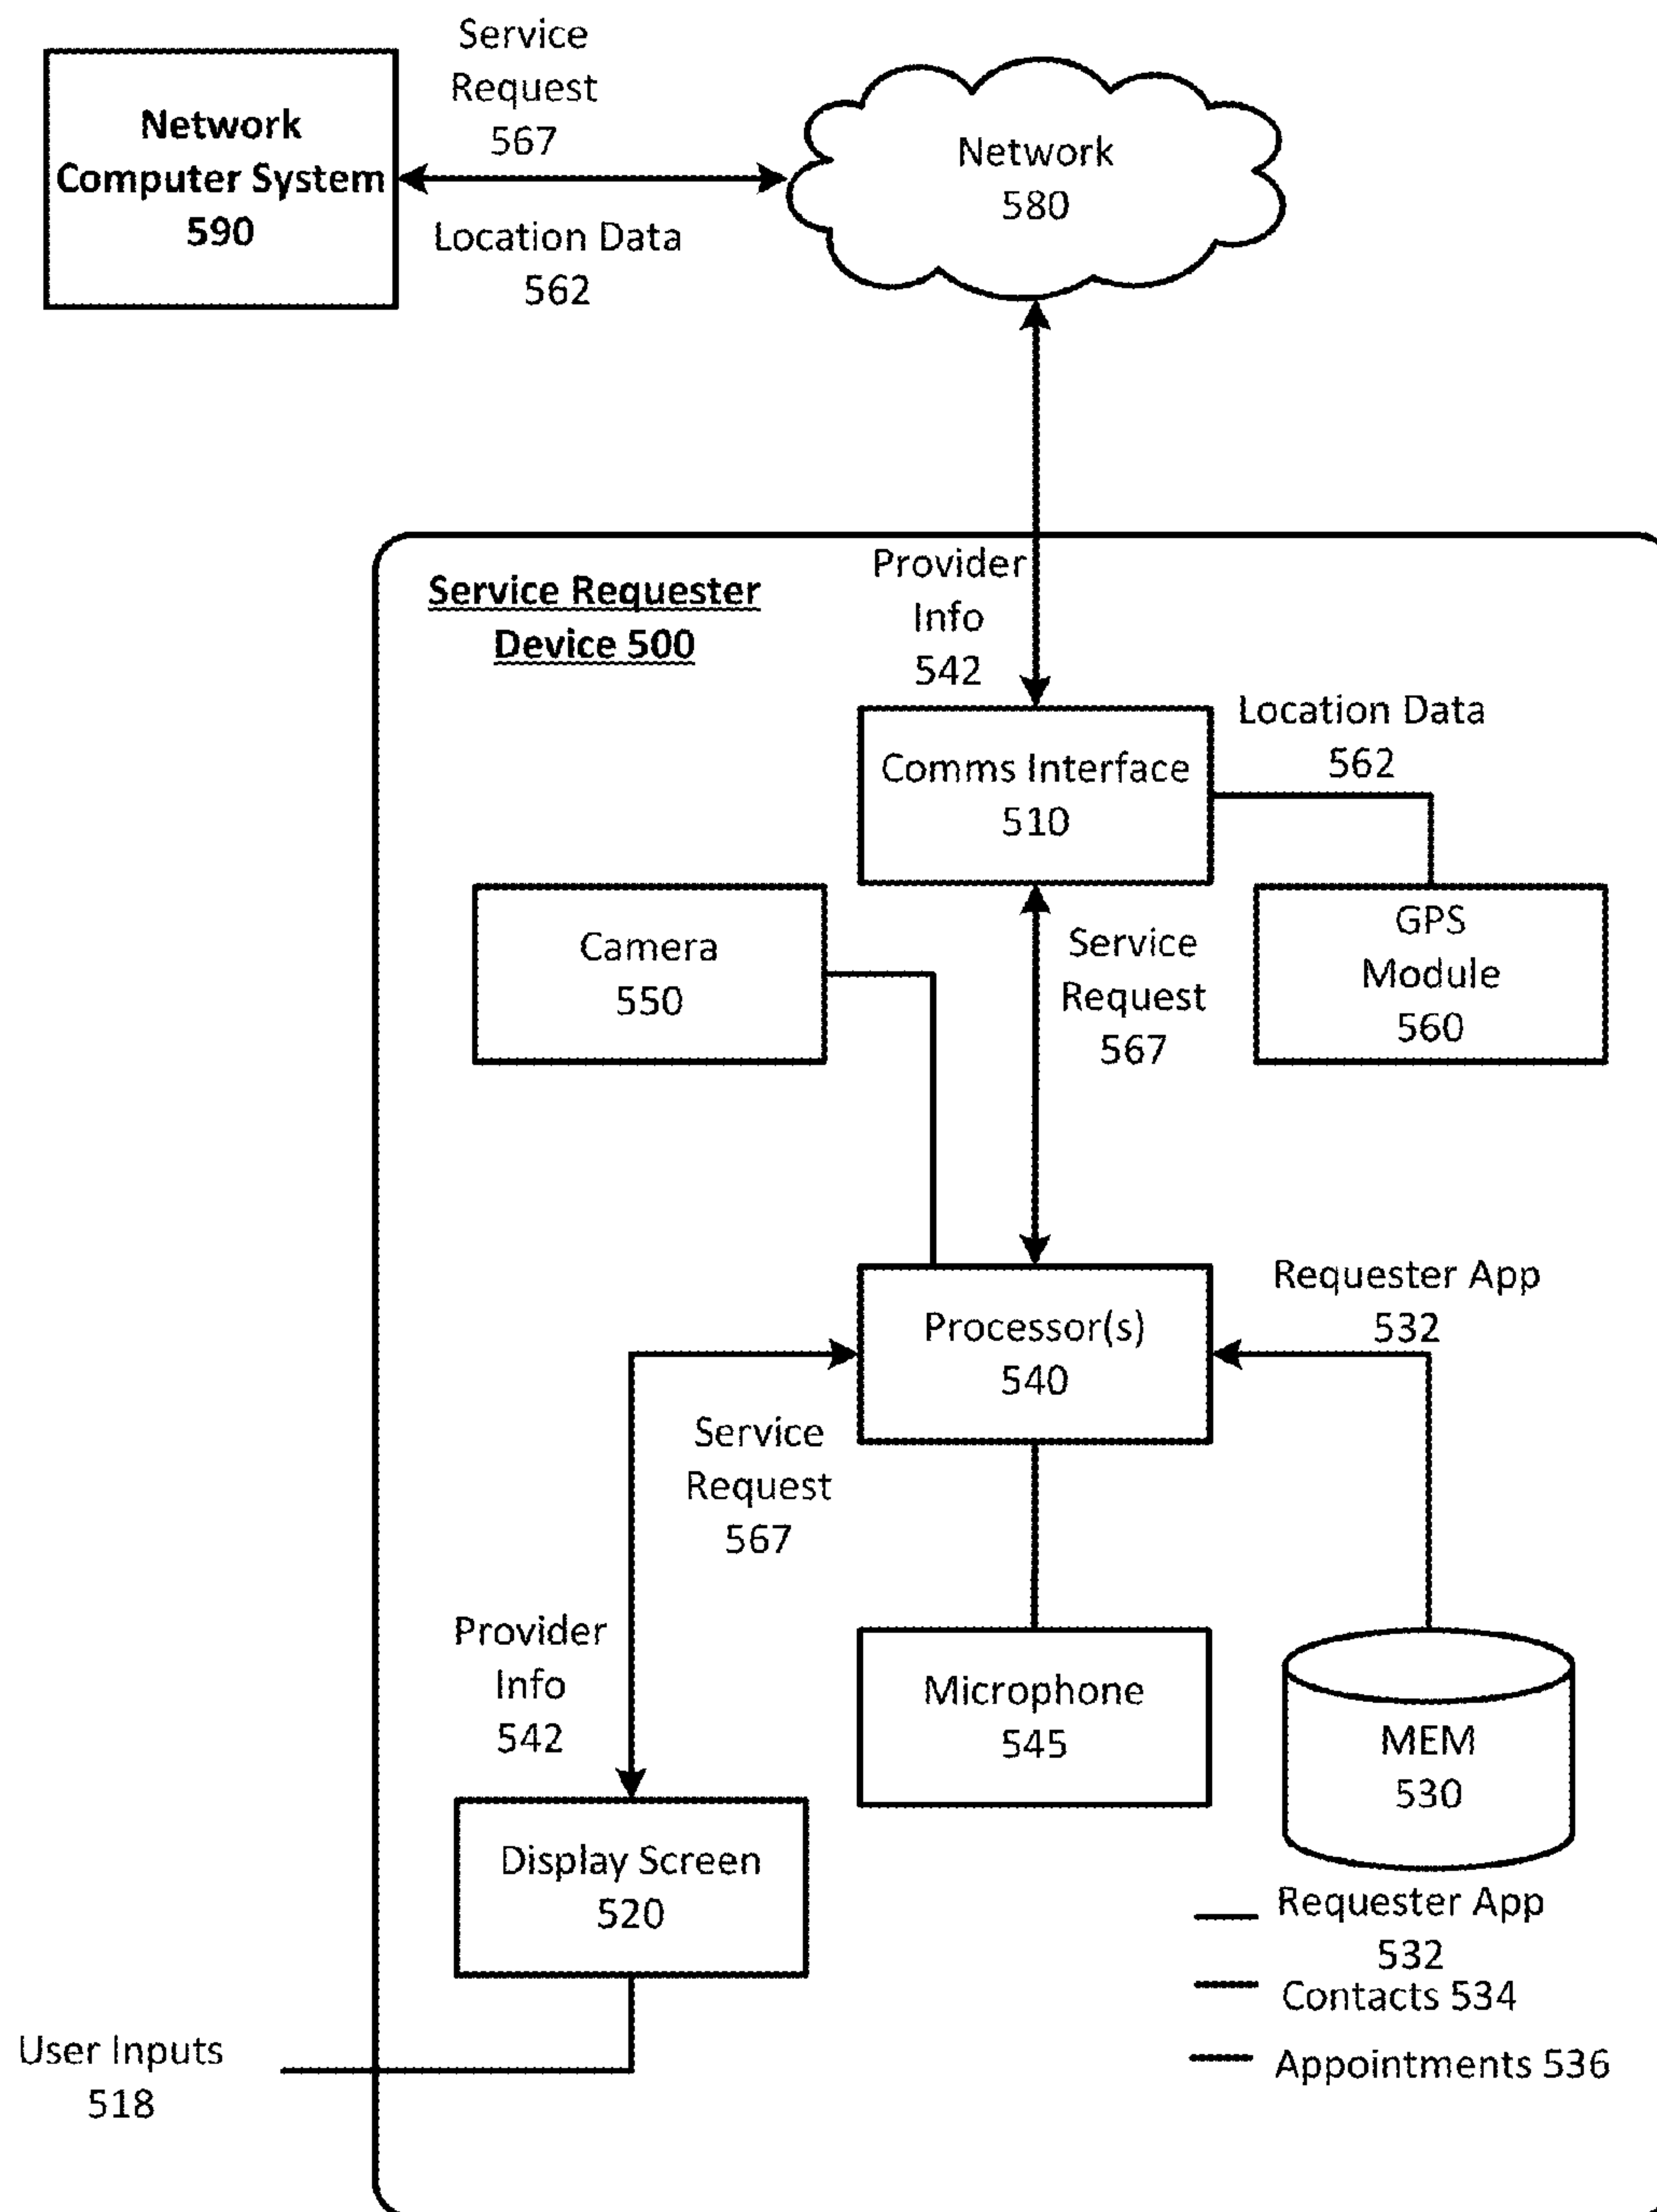 Service
Request
567
Network
Computer System
590
Location Data
562
Network
580
Service Requester
Device 500
Provider
Info
542
Comms Interface
510
Location Data
562
Camera
550
Service
Request
567
GPS
Module
560
Processor(s)
540
Requester App
532
Service
Request
567
Provider
Info
542
Microphone
545
MEM
530
Display Screen
520
Requester App
532
Contacts 534
Appointments 536
User Inputs
518